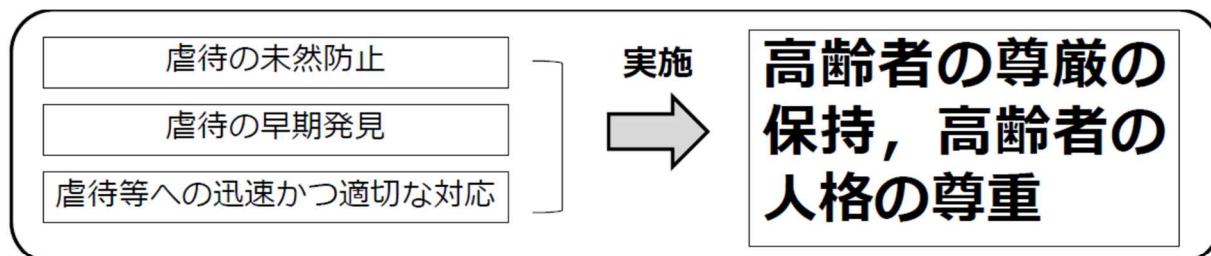 虐待の未然防止
虐待の早期発見
虐待等への迅速かつ適切な対応
実施
高齢者の尊厳の
保持，高齢者の
人格の尊重